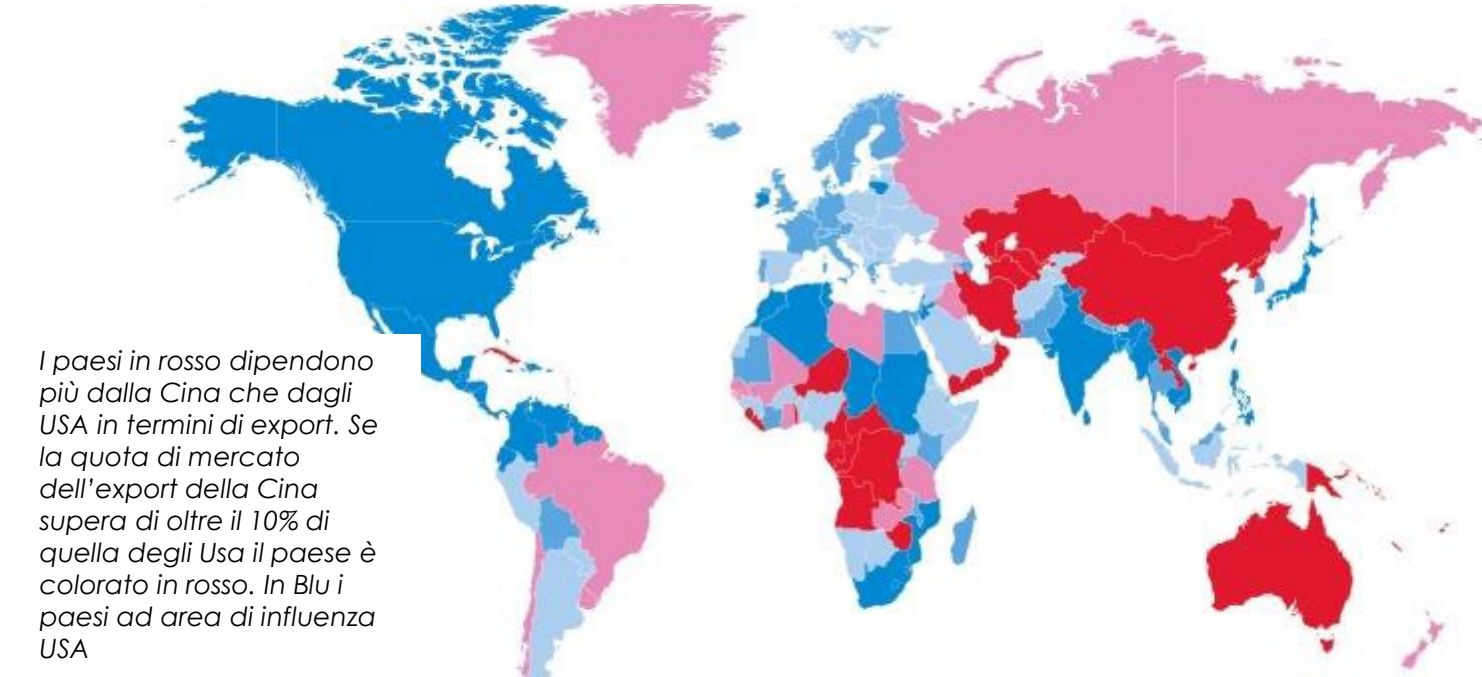 I paesi in rosso dipendono
più dalla Cina che dagli
USA in termini di export. Se
la quota di mercato
dell’export della Cina
supera di oltre il 10% di
quella degli Usa il paese è
colorato in rosso. In Blu i
paesi ad area di influenza
USA